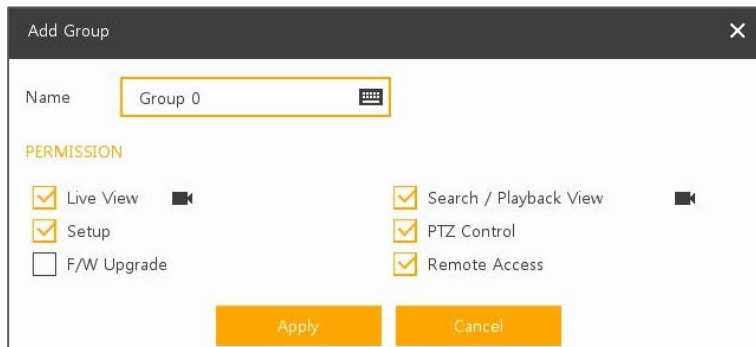 Add Group
Name Group 0
PERMISSION
Live View Search / Playback View
Setup PTZ Control
F/W Upgrade Remote Access
Apply Cancel